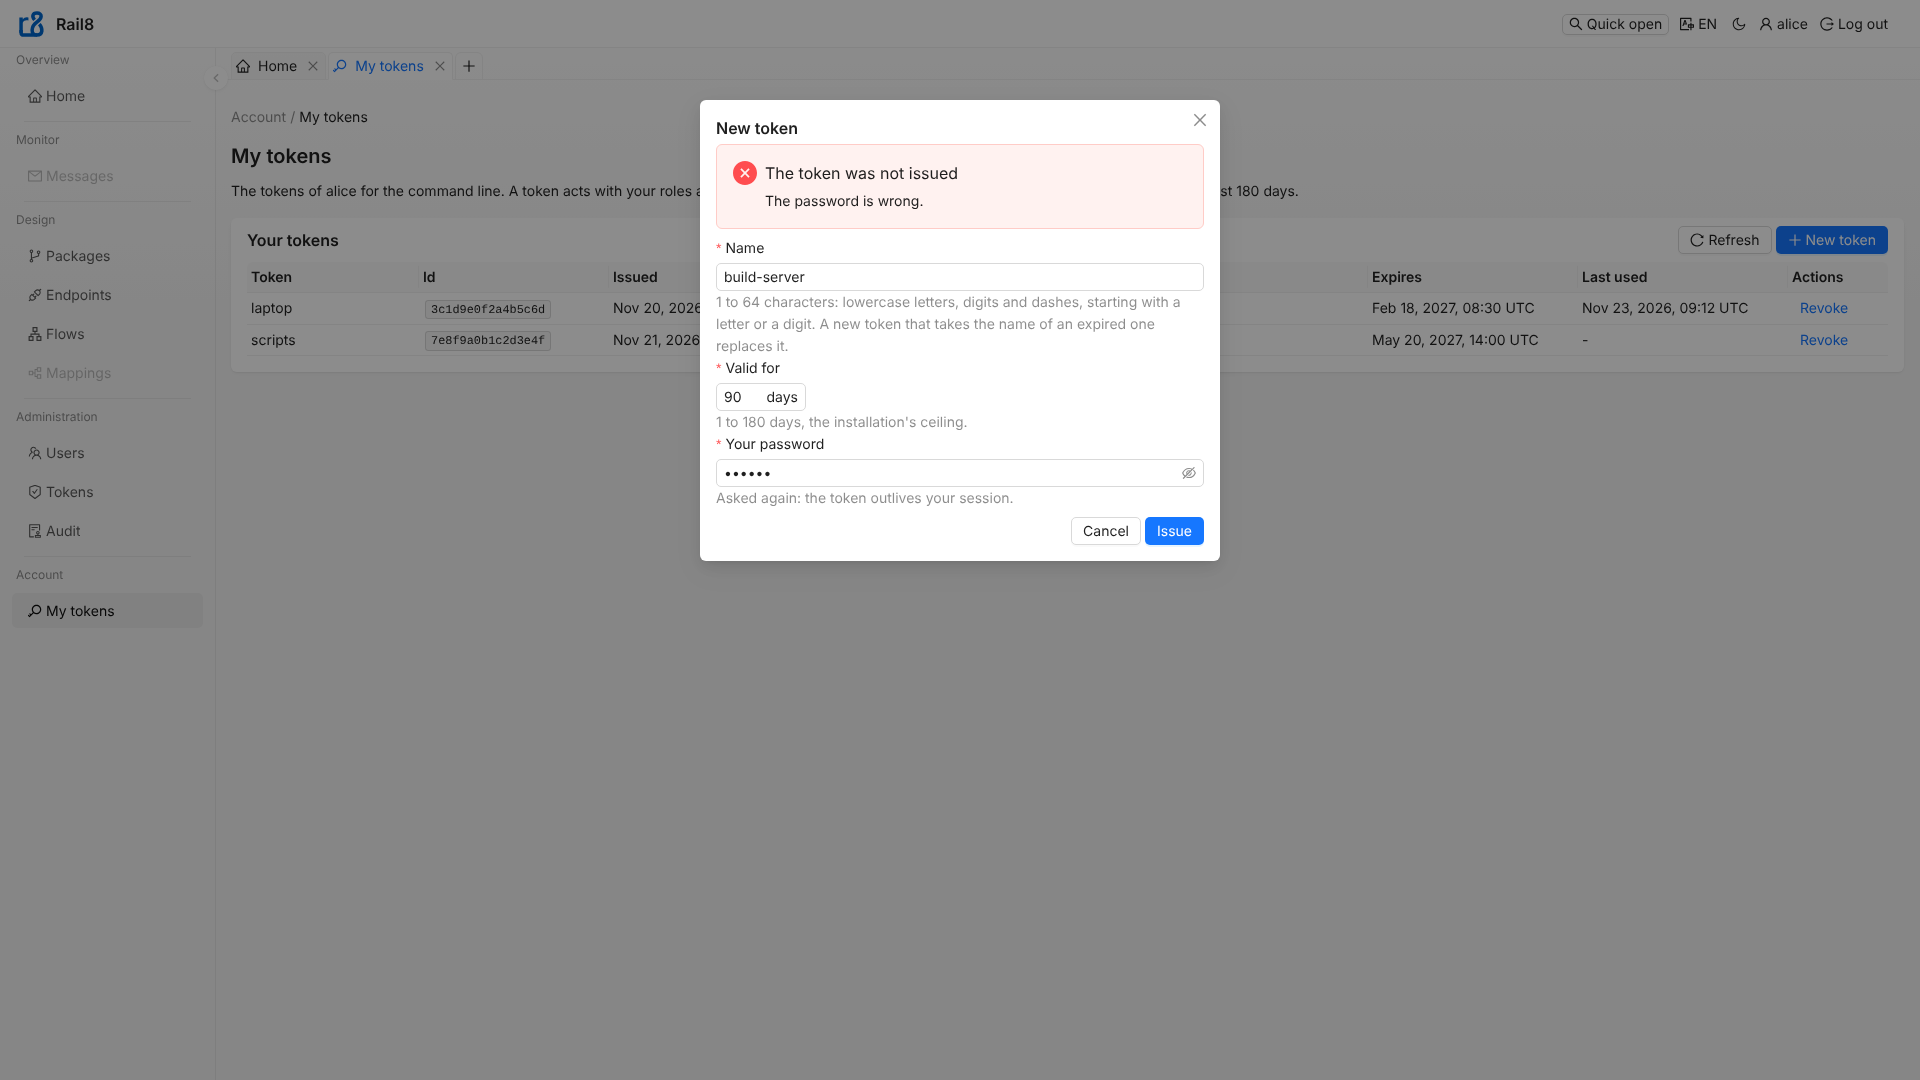 Rail8
Quick open
EN
alice
Log out
Overview
Home
Monitor
Messages
Design
Packages
Endpoints
Flows
Mappings
Administration
Users
Tokens
Audit
Account
My tokens
Home
My tokens
Account / My tokens
My tokens
The tokens of alice for the command line. A token acts with your roles
st 180 days.
Your tokens
Refresh
New token
Token Id Issued Expires Last used Actions
laptop 3c1d9e0f2a4b5c6d Nov 20, 2026 Feb 18, 2027, 08:30 UTC Nov 23, 2026, 09:12 UTC Revoke
scripts 7e8f9a0b1c2d3e4f Nov 21, 2026 May 20, 2027, 14:00 UTC - Revoke
New token
The token was not issued
The password is wrong.
* Name
build-server
1 to 64 characters: lowercase letters, digits and dashes, starting with a
letter or a digit. A new token that takes the name of an expired one
replaces it.
* Valid for
90 days
1 to 180 days, the installation's ceiling.
* Your password
••••••
Asked again: the token outlives your session.
Cancel
Issue